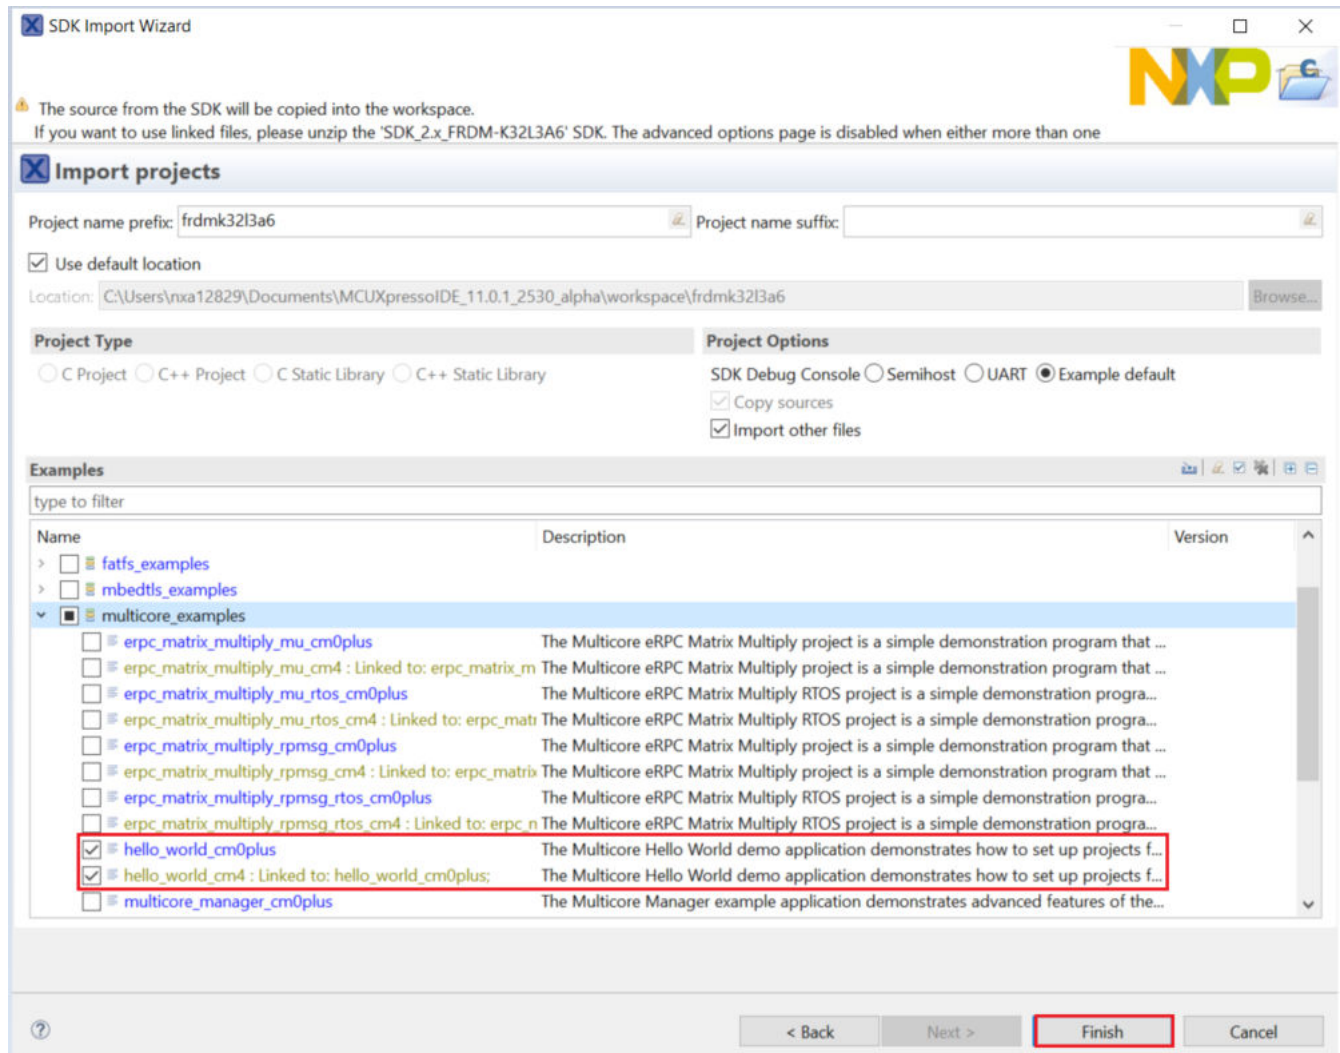 SDK Import Wizard
NXP
The source from the SDK will be copied into the workspace.
If you want to use linked files, please unzip the 'SDK_2.x_FRDM-K32L3A6' SDK. The advanced options page is disabled when either more than one
Import projects
Project name prefix: frdmk32l3a6 Project name suffix:
Use default location
Location: C:\Users\nxa12829\Documents\MCUXpressoIDE_11.0.1_2530_alpha\workspace\frdmk32l3a6 Browse...
Project Type Project Options
C Project C++ Project C Static Library C++ Static Library SDK Debug Console Semihost UART Example default
Copy sources
Import other files
Examples
type to filter
Name Description Version
fatfs_examples
mbedtls_examples
multicore_examples
erpc_matrix_multiply_mu_cm0plus The Multicore eRPC Matrix Multiply project is a simple demonstration program that ...
erpc_matrix_multiply_mu_cm4 : Linked to: erpc_matrix_m The Multicore eRPC Matrix Multiply project is a simple demonstration program that ...
erpc_matrix_multiply_mu_rtos_cm0plus The Multicore eRPC Matrix Multiply RTOS project is a simple demonstration progra...
erpc_matrix_multiply_mu_rtos_cm4 : Linked to: erpc_matr The Multicore eRPC Matrix Multiply RTOS project is a simple demonstration progra...
erpc_matrix_multiply_rpmsg_cm0plus The Multicore eRPC Matrix Multiply project is a simple demonstration program that ...
erpc_matrix_multiply_rpmsg_cm4 : Linked to: erpc_matrix The Multicore eRPC Matrix Multiply project is a simple demonstration program that ...
erpc_matrix_multiply_rpmsg_rtos_cm0plus The Multicore eRPC Matrix Multiply RTOS project is a simple demonstration progra...
erpc_matrix_multiply_rpmsg_rtos_cm4 : Linked to: erpc_n The Multicore eRPC Matrix Multiply RTOS project is a simple demonstration progra...
hello_world_cm0plus The Multicore Hello World demo application demonstrates how to set up projects f...
hello_world_cm4 : Linked to: hello_world_cm0plus; The Multicore Hello World demo application demonstrates how to set up projects f...
multicore_manager_cm0plus The Multicore Manager example application demonstrates advanced features of the...
< Back Next > Finish Cancel